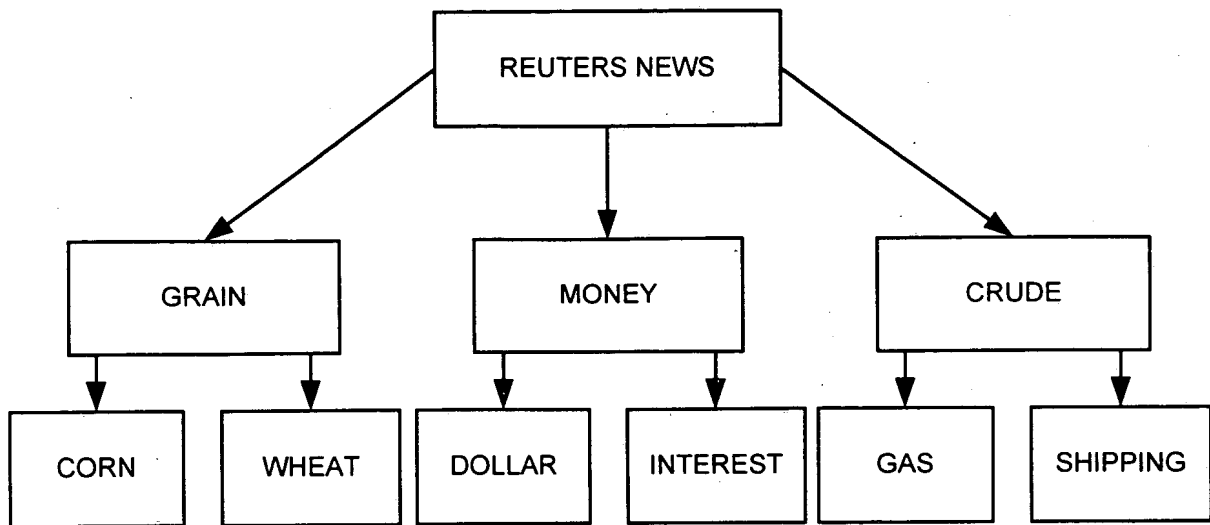 REUTERS NEWS
GRAIN
MONEY
CRUDE
CORN
WHEAT
DOLLAR
INTEREST
GAS
SHIPPING